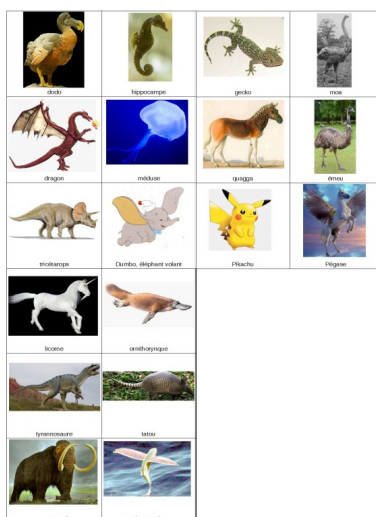 dodo
hippocampe
gecko
moa
dragon
méduse
quagga
émeu
tricératops
Dumbo, éléphant volant
Pikachu
Pégase
licorne
ornithorynque
tyrannosaure
tatou